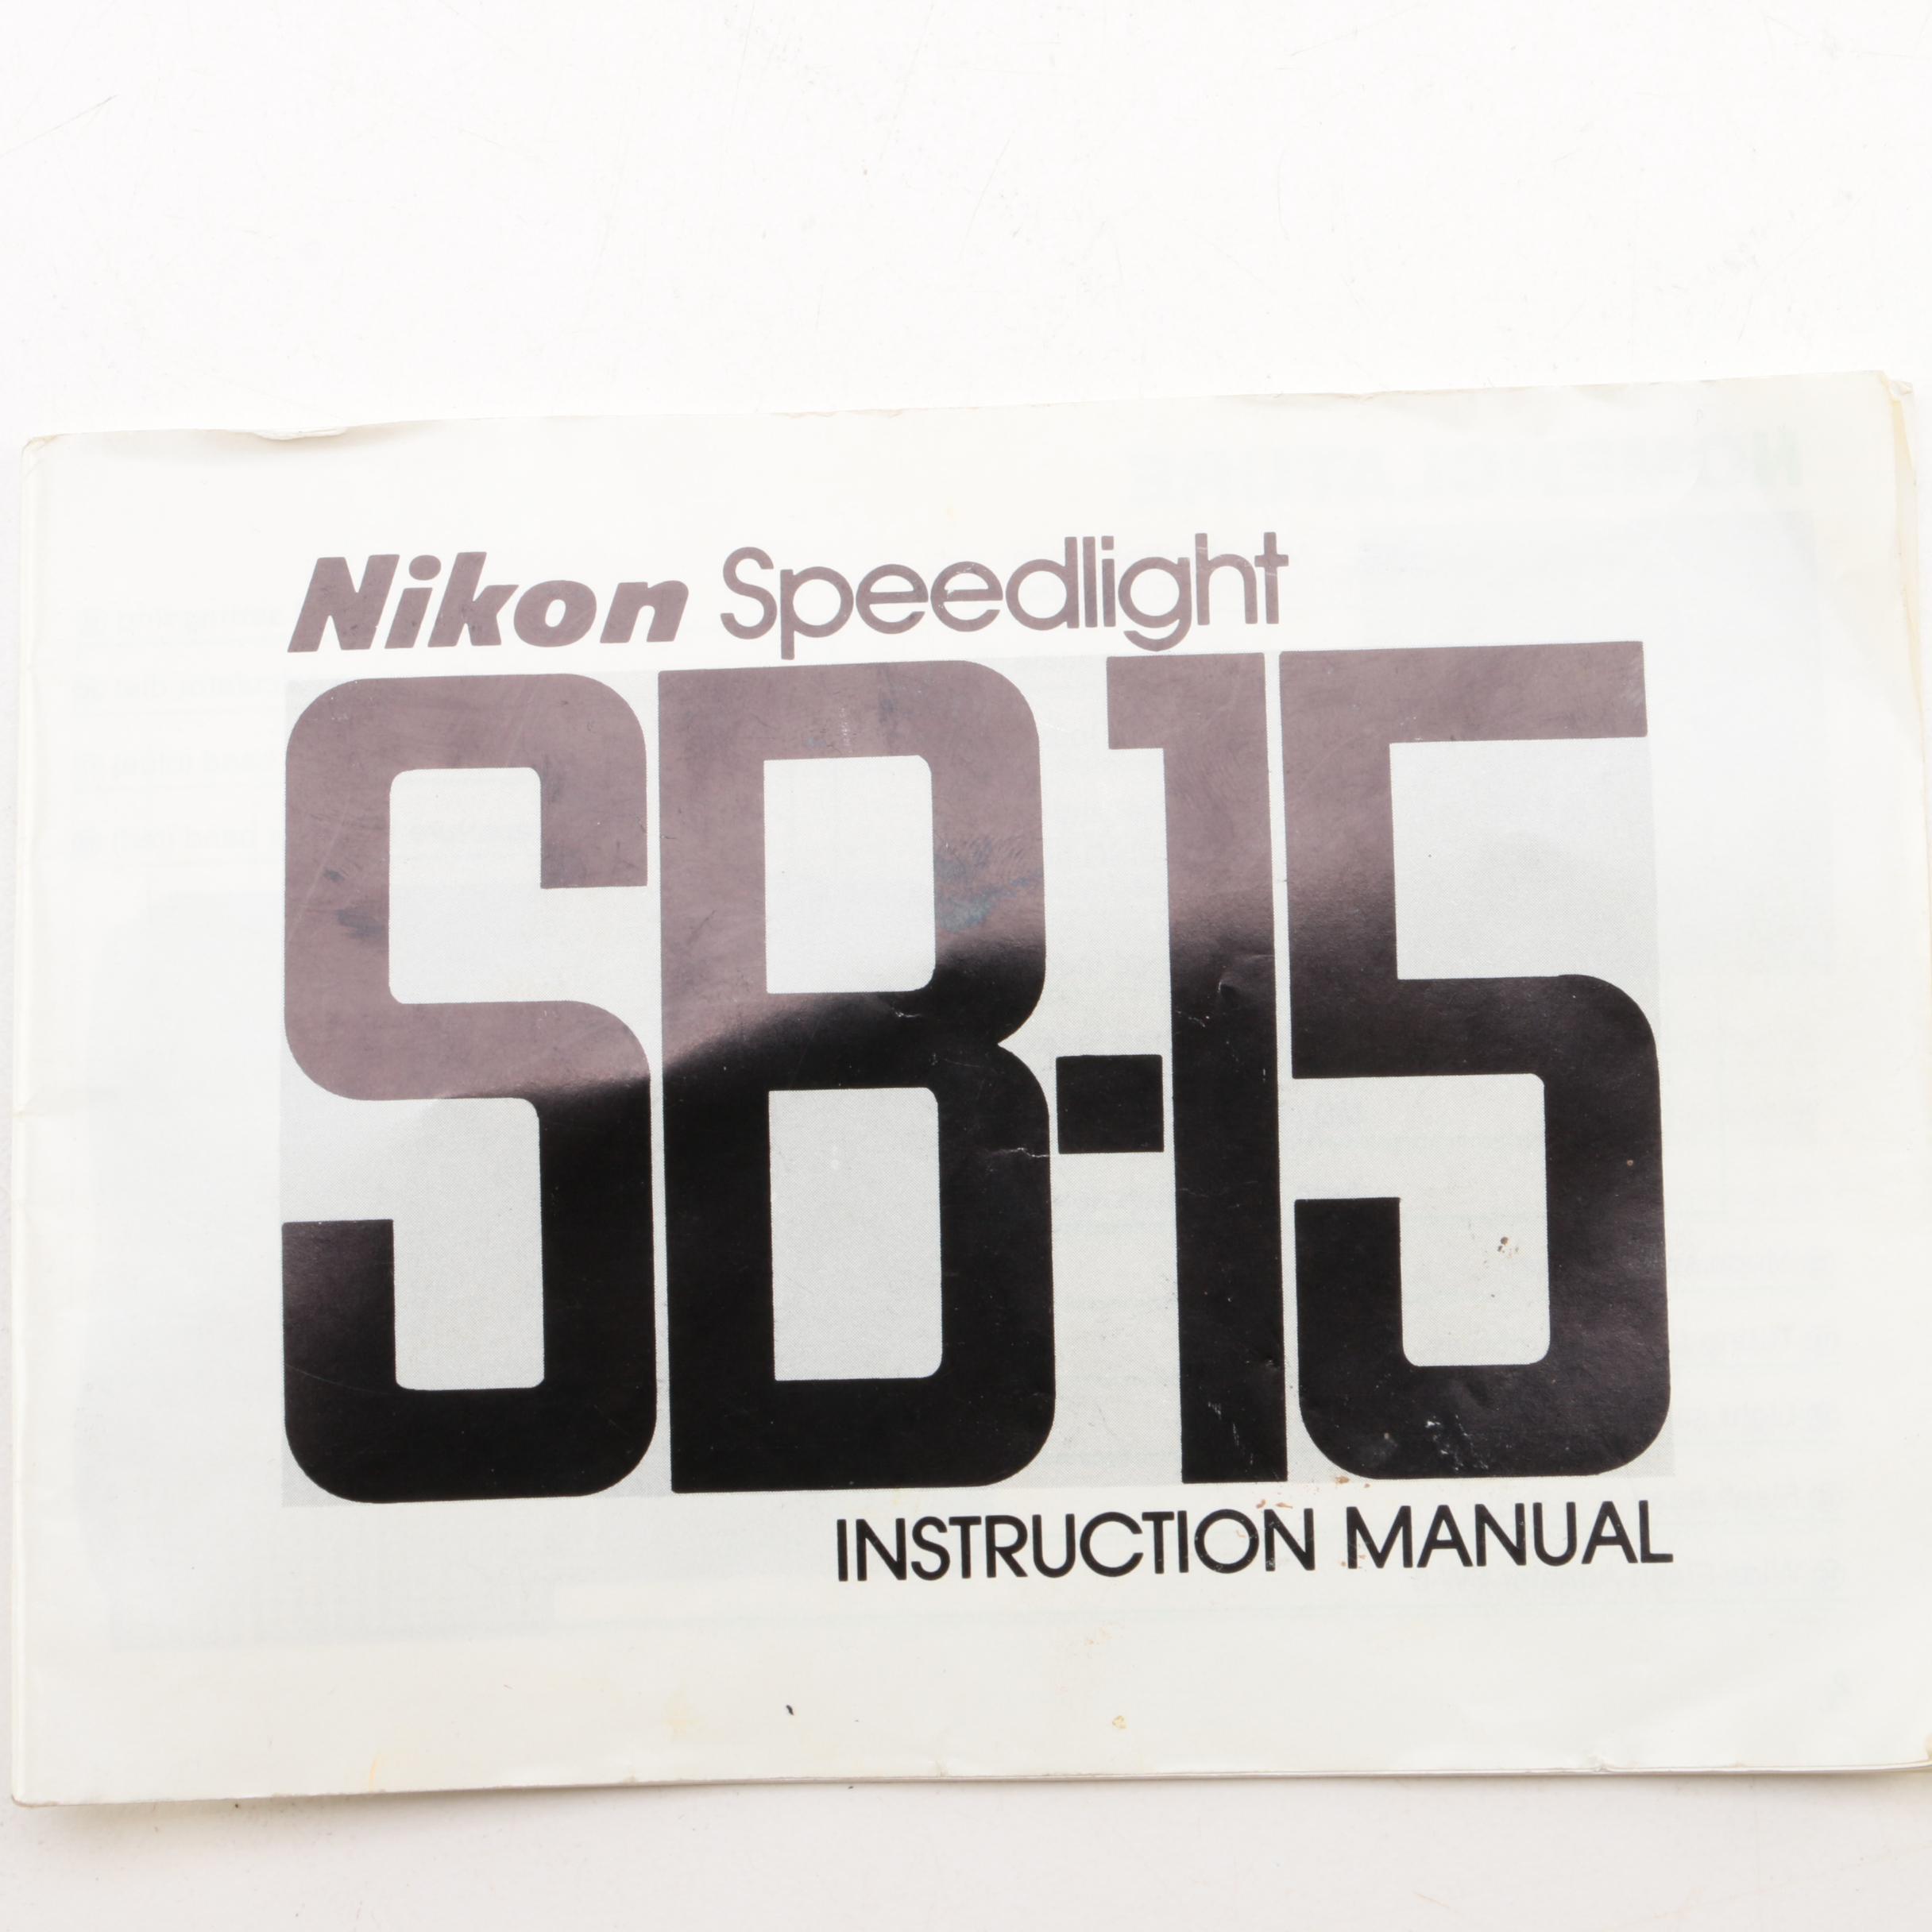 Nikon Speedlight
SB-15
INSTRUCTION MANUAL